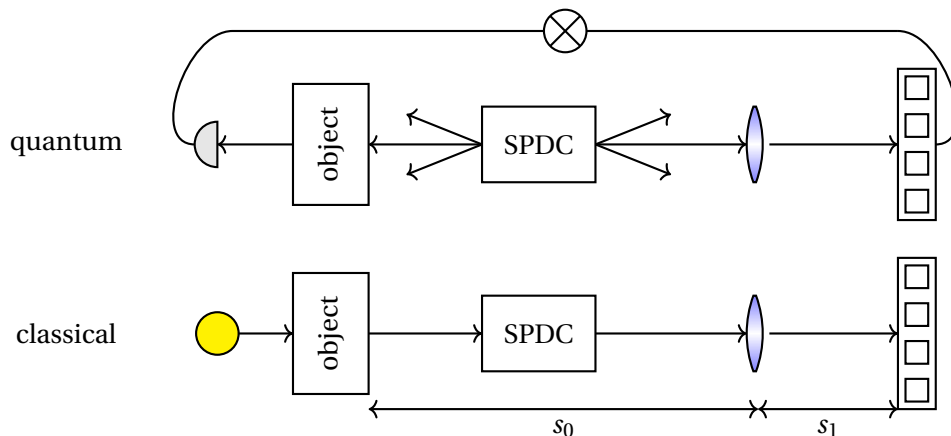 quantum
object
SPDC
classical
object
SPDC
s₀
s₁